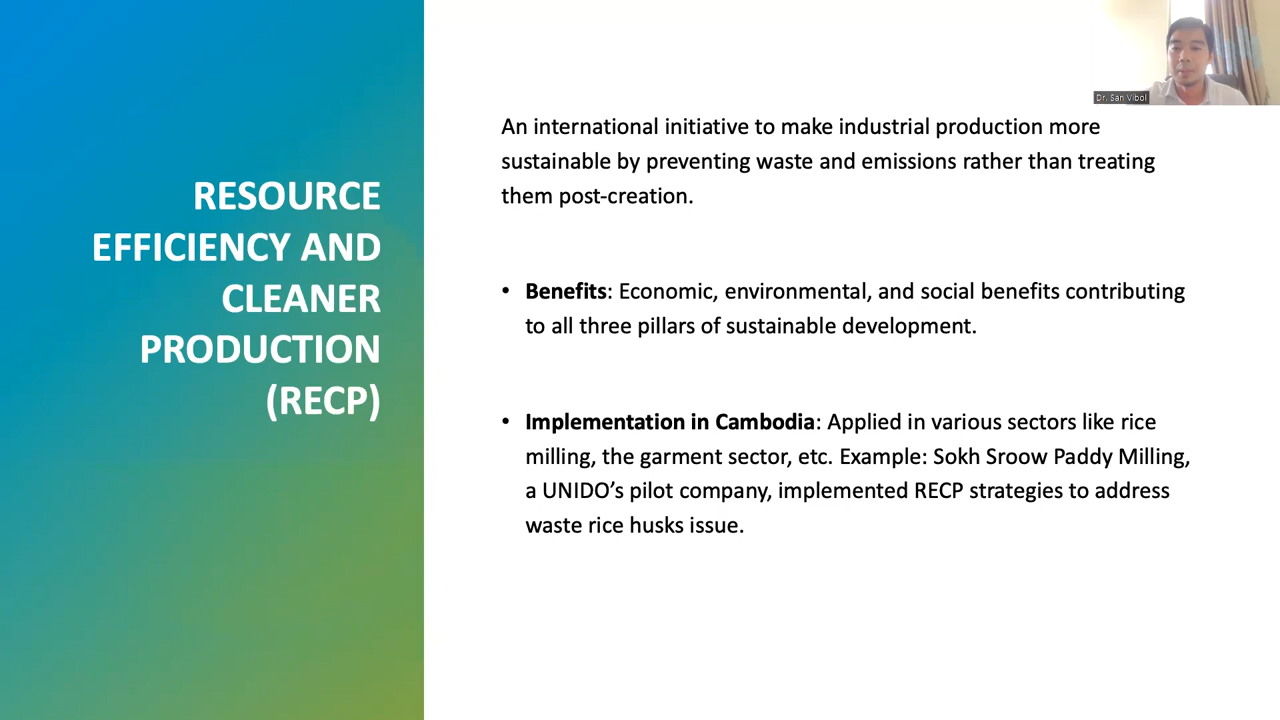 RESOURCE
EFFICIENCY AND
CLEANER
PRODUCTION
(RECP)
Dr. San Vibol
An international initiative to make industrial production more
sustainable by preventing waste and emissions rather than treating
them post-creation.
• Benefits: Economic, environmental, and social benefits contributing
to all three pillars of sustainable development.
• Implementation in Cambodia: Applied in various sectors like rice
milling, the garment sector, etc. Example: Sokh Sroow Paddy Milling,
a UNIDO’s pilot company, implemented RECP strategies to address
waste rice husks issue.